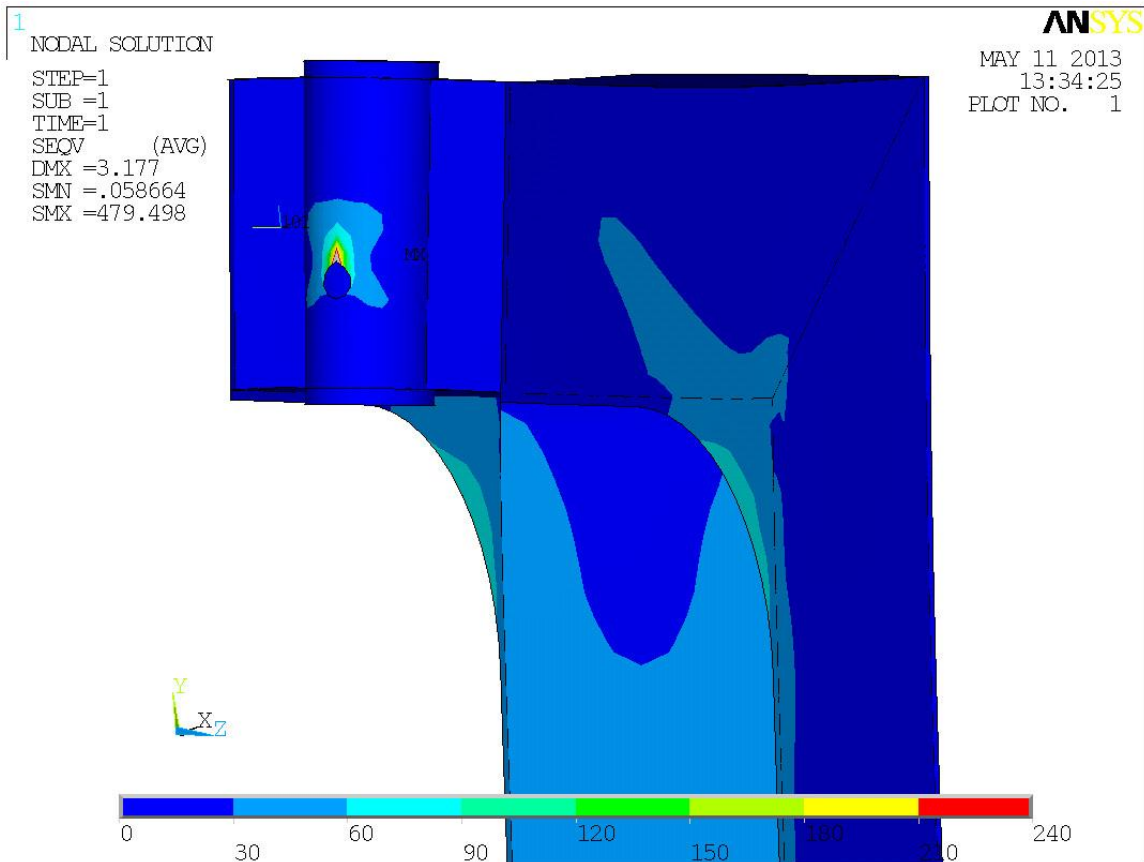 1
NODAL SOLUTION
STEP=1
SUB =1
TIME=1
SEQV (AVG)
DMX =3.177
SMN =.058664
SMX =479.498
ANSYS
MAY 11 2013
13:34:25
PLOT NO. 1
Y
X
Z
0
30
60
90
120
150
180
210
240